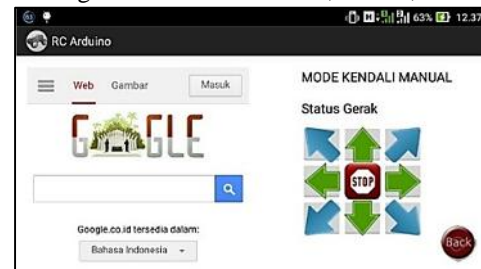 63% 12.37
RC Arduino
Web Gambar Masuk
GOOGLE
Google.co.id tersedia dalam:
Bahasa Indonesia
MODE KENDALI MANUAL
Status Gerak
STOP
Back